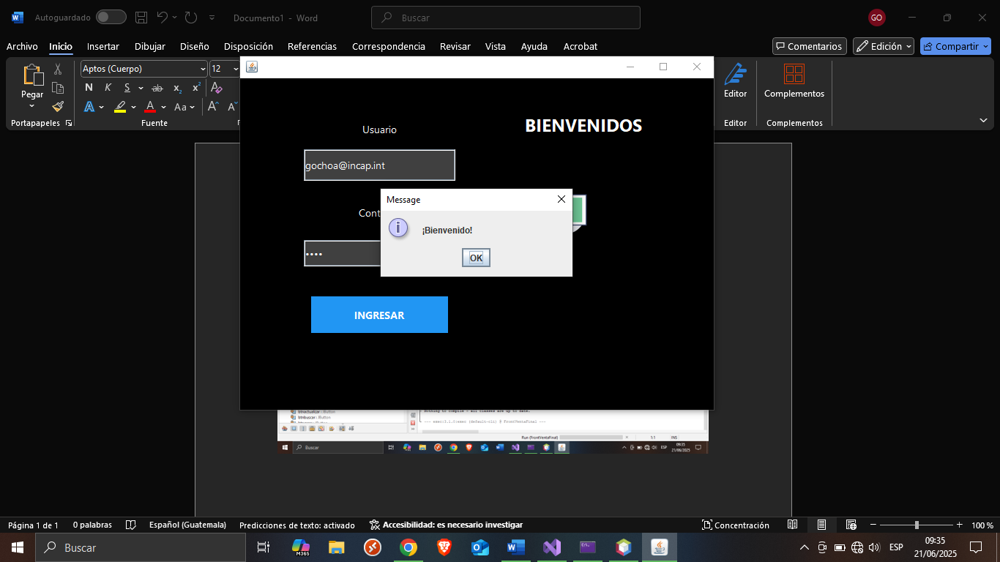 Autoguardado
Documento1 - Word
Buscar
GO
Archivo Inicio Insertar Dibujar Diseño Disposición Referencias Correspondencia Revisar Vista Ayuda Acrobat
Comentarios Edición Compartir
Pegar
Portapapeles
Aptos (Cuerpo) 12
N K S ab x₂ x² A
A A Aa A A
Fuente
Editor
Editor
Complementos
Complementos
Usuario
BIENVENIDOS
gochoa@incap.int
Cont
••••
INGRESAR
Message
¡Bienvenido!
OK
btnactualizar : JButton
btnbuscar : JButton
Nothing to compile - all classes are up to date.
--- exec:3.1.0:exec (default-cli) @ FrontVentaFinal ---
Run (FrontVentaFinal) 1:1 INS
Buscar
ESP 09:35
21/06/2025
Página 1 de 1 0 palabras Español (Guatemala) Predicciones de texto: activado Accesibilidad: es necesario investigar Concentración 100 %
Buscar
M365
ESP
09:35
21/06/2025